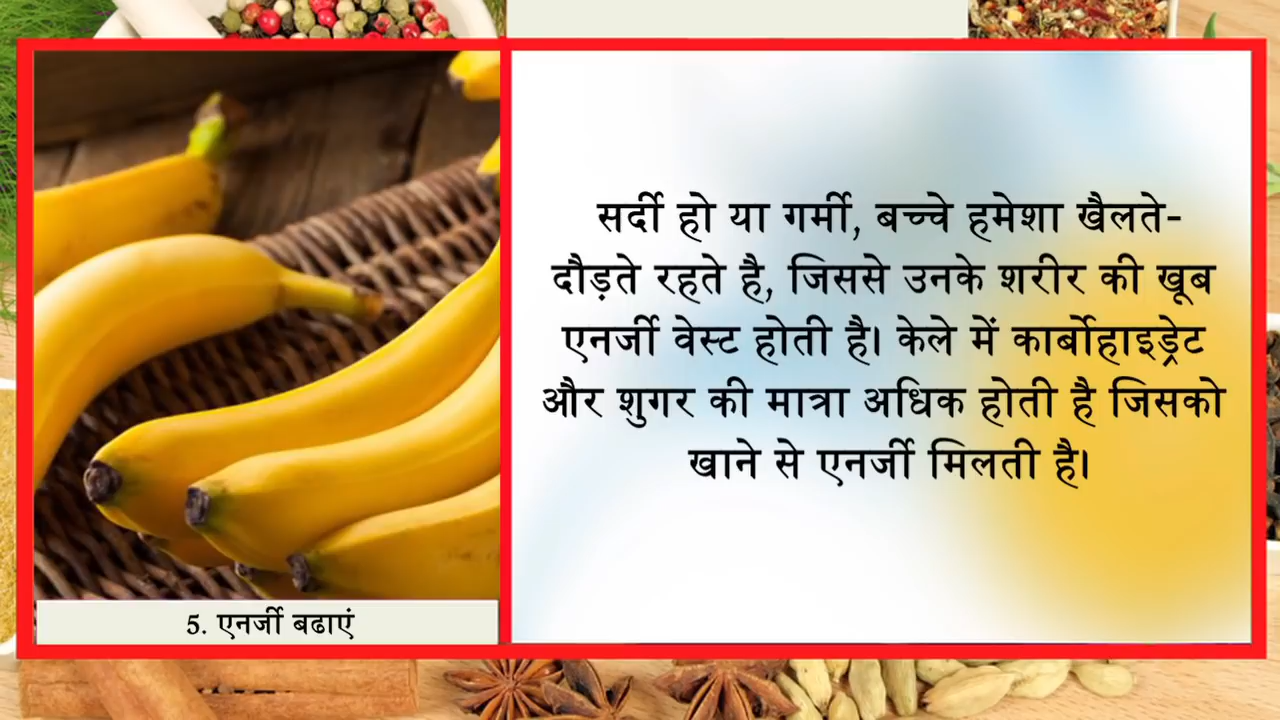 सर्दी हो या गर्मी, बच्चे हमेशा खैलते-
दौड़ते रहते है, जिससे उनके शरीर की खूब
एनर्जी वेस्ट होती है। केले में कार्बोहाइड्रेट
और शुगर की मात्रा अधिक होती है जिसको
खाने से एनर्जी मिलती है।
5. एनर्जी बढाएं